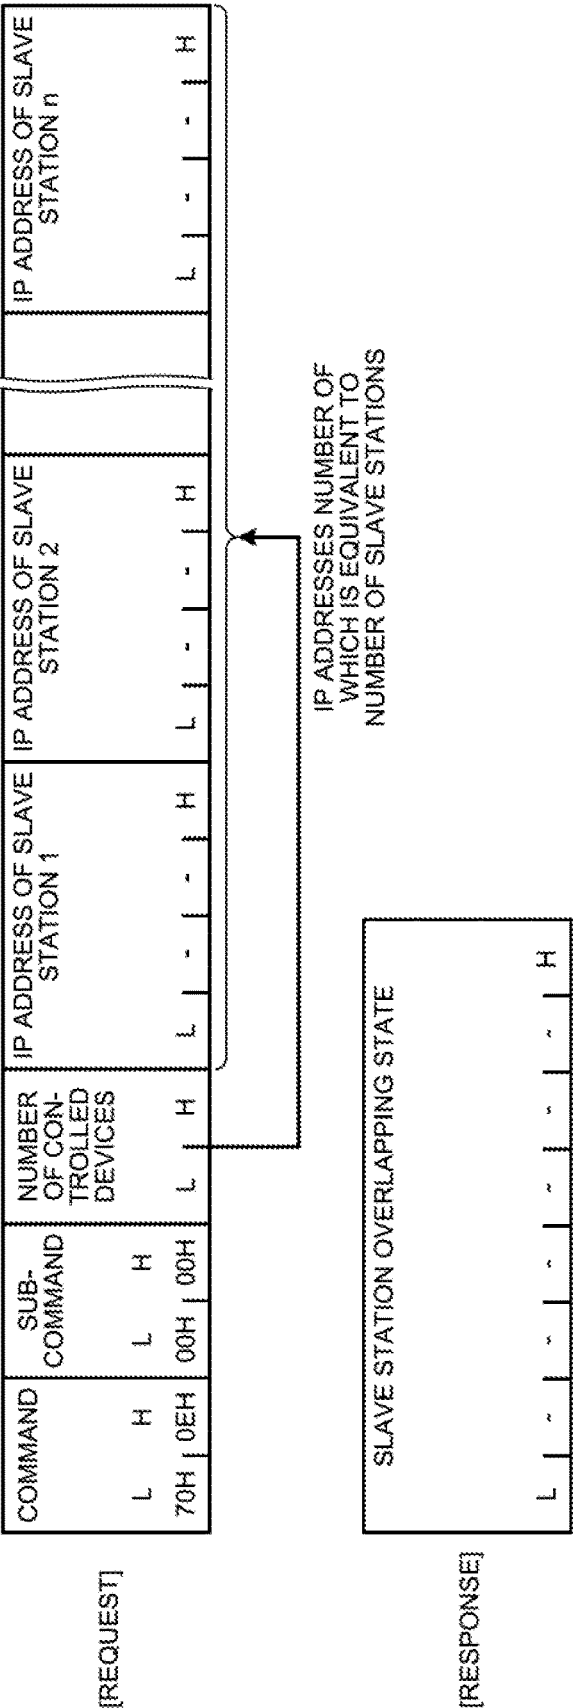 [REQUEST]
COMMAND
L H
70H 0EH
SUB-
COMMAND
L H
00H 00H
NUMBER
OF CON-
TROLLED
DEVICES
L H
IP ADDRESS OF SLAVE
STATION 1
L - - H
IP ADDRESS OF SLAVE
STATION 2
L - - H
IP ADDRESS OF SLAVE
STATION n
L - - H
IP ADDRESSES NUMBER OF
WHICH IS EQUIVALENT TO
NUMBER OF SLAVE STATIONS
[RESPONSE]
SLAVE STATION OVERLAPPING STATE
L ~ ~ ~ ~ ~ ~ H